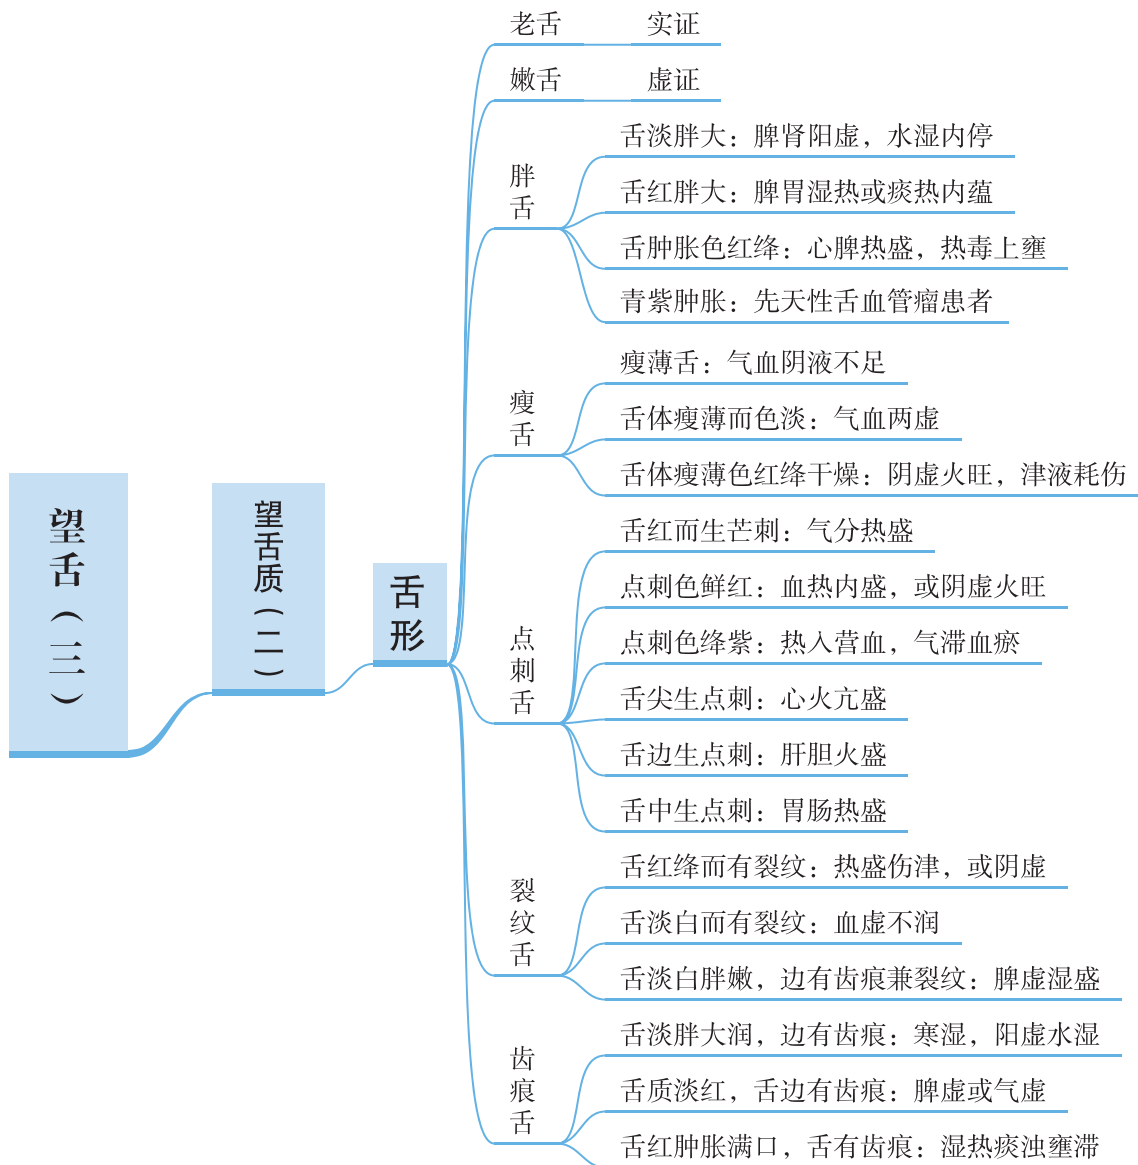 望舌（三）
望舌质（二）
舌形
老舌
实证
嫩舌
虚证
胖舌
舌淡胖大：脾肾阳虚，水湿内停
舌红胖大：脾胃湿热或痰热内蕴
舌肿胀色红绛：心脾热盛，热毒上壅
青紫肿胀：先天性舌血管瘤患者
瘦舌
瘦薄舌：气血阴液不足
舌体瘦薄而色淡：气血两虚
舌体瘦薄色红绛干燥：阴虚火旺，津液耗伤
点刺舌
舌红而生芒刺：气分热盛
点刺色鲜红：血热内盛，或阴虚火旺
点刺色绛紫：热入营血，气滞血瘀
舌尖生点刺：心火亢盛
舌边生点刺：肝胆火盛
舌中生点刺：胃肠热盛
裂纹舌
舌红绛而有裂纹：热盛伤津，或阴虚
舌淡白而有裂纹：血虚不润
舌淡白胖嫩，边有齿痕兼裂纹：脾虚湿盛
齿痕舌
舌淡胖大润，边有齿痕：寒湿，阳虚水湿
舌质淡红，舌边有齿痕：脾虚或气虚
舌红肿胀满口，舌有齿痕：湿热痰浊壅滞